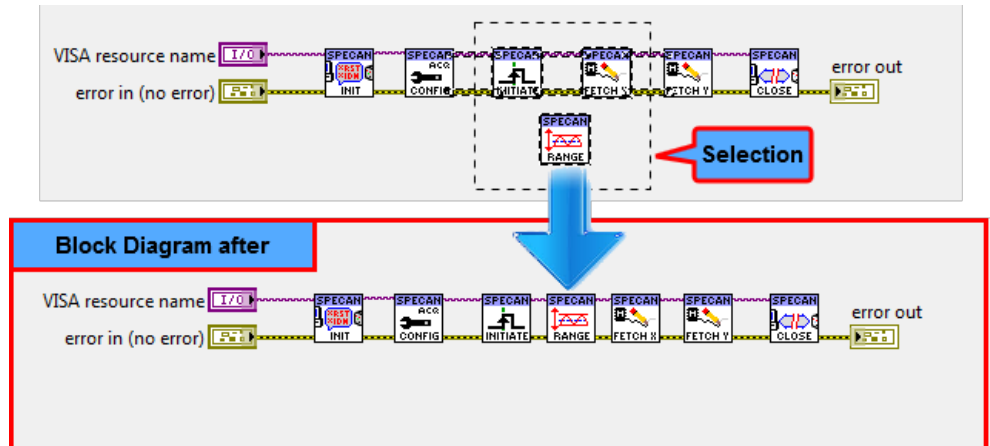 VISA resource name I/O
SPECAN SPECAN SPECAN SPECAN SPECAN SPECAN
*RST
*IDN
INIT
ACQ
CONFIG
INITIATE
FETCH X
FETCH Y
CLOSE
error in (no error)
error out
SPECAN
RANGE
Selection
Block Diagram after
VISA resource name I/O
SPECAN SPECAN SPECAN SPECAN SPECAN SPECAN SPECAN
ACQ
INIT CONFIG INITIATE RANGE FETCH X FETCH Y CLOSE
error in (no error)
error out